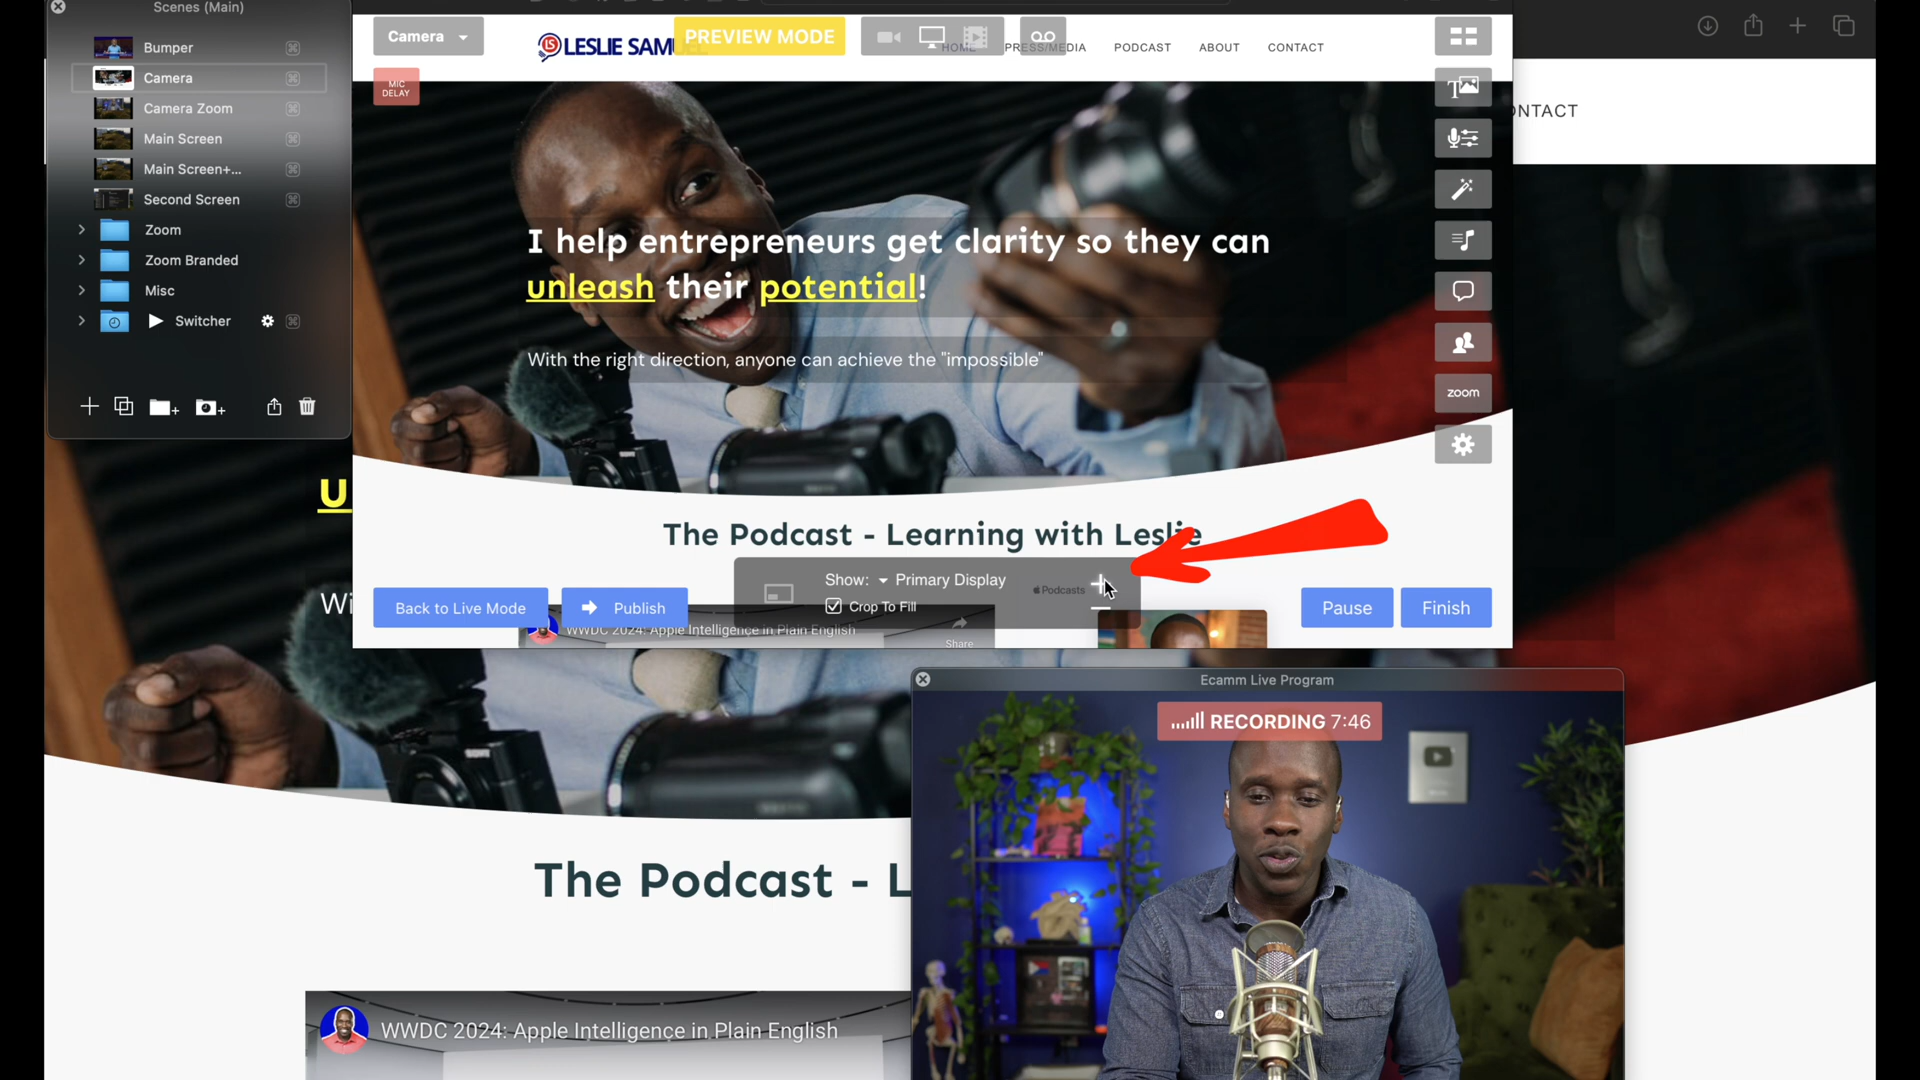 Scenes (Main)
Bumper
Camera
Camera Zoom
Main Screen
Main Screen+...
Second Screen
Zoom
Zoom Branded
Misc
Switcher
Camera
LESLIE SAMU
PREVIEW MODE
HOME
PRESS/MEDIA
PODCAST
ABOUT
CONTACT
MIC
DELAY
ONTACT
I help entrepreneurs get clarity so they can
unleash their potential!
With the right direction, anyone can achieve the "impossible"
zoom
The Podcast - Learning with Leslie
Show: Primary Display
Podcasts
Crop To Fill
Back to Live Mode
Publish
Pause
Finish
WWDC 2024: Apple Intelligence in Plain English
Share
u
Wi
Ecamm Live Program
RECORDING 7:46
The Podcast - L
WWDC 2024: Apple Intelligence in Plain English